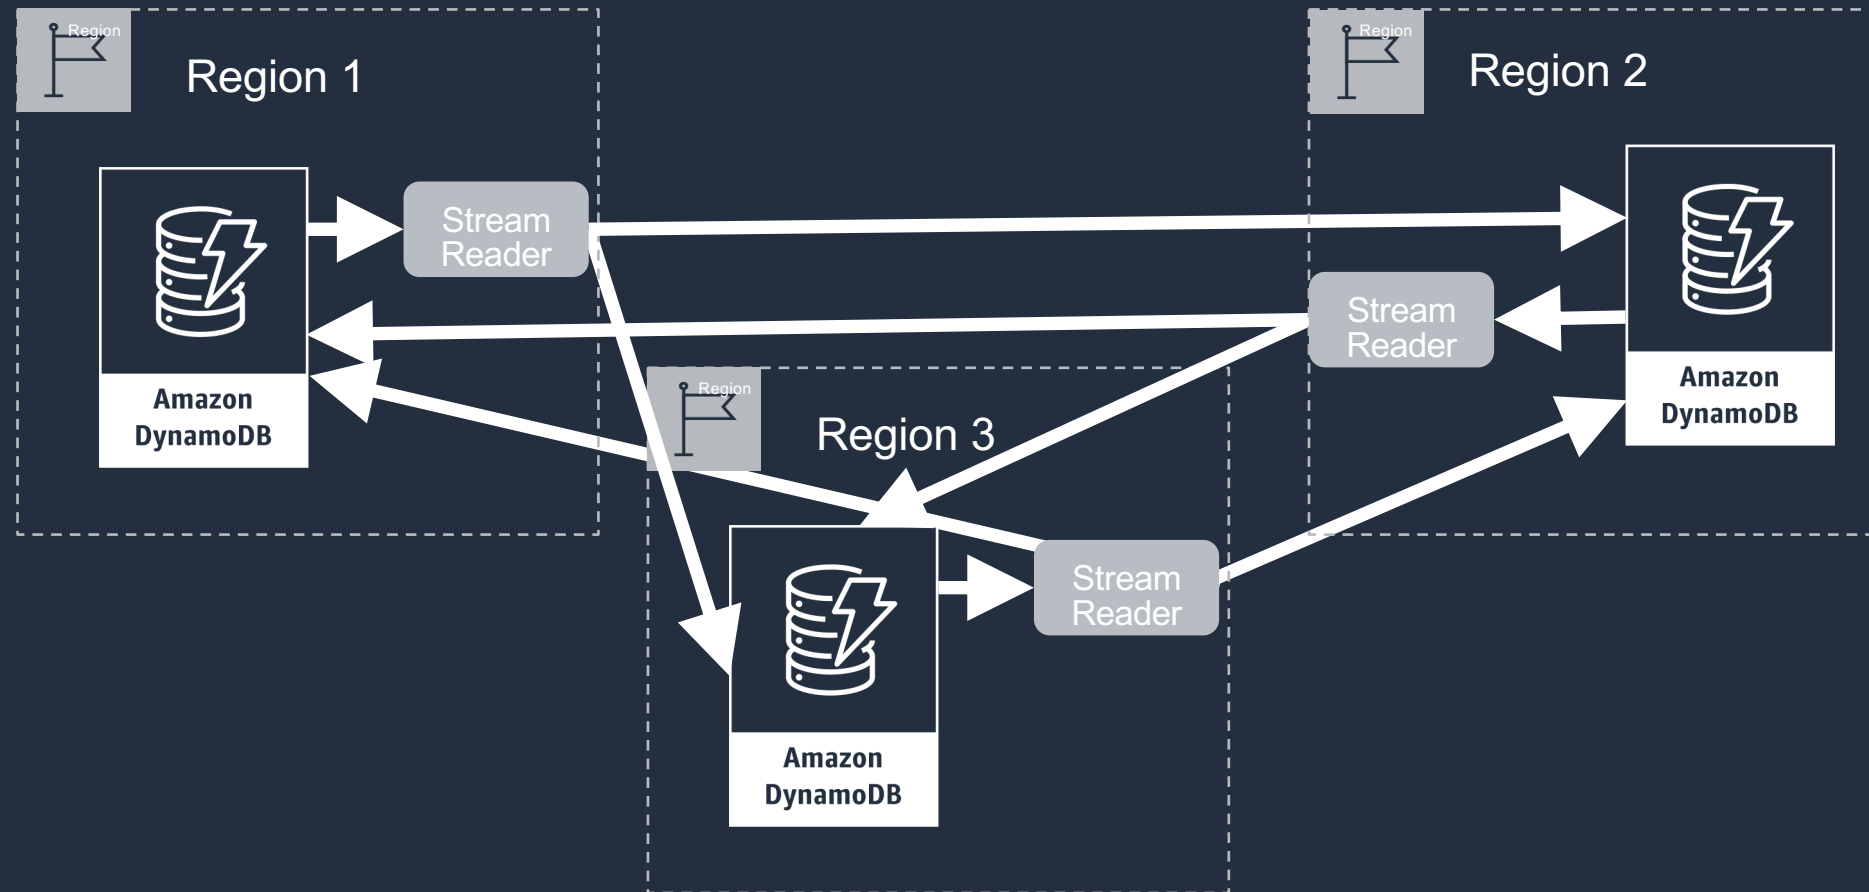 Region
Region 1
Stream
Reader
Amazon
DynamoDB
Region
Region 2
Stream
Reader
Amazon
DynamoDB
Region
Region 3
Stream
Reader
Amazon
DynamoDB